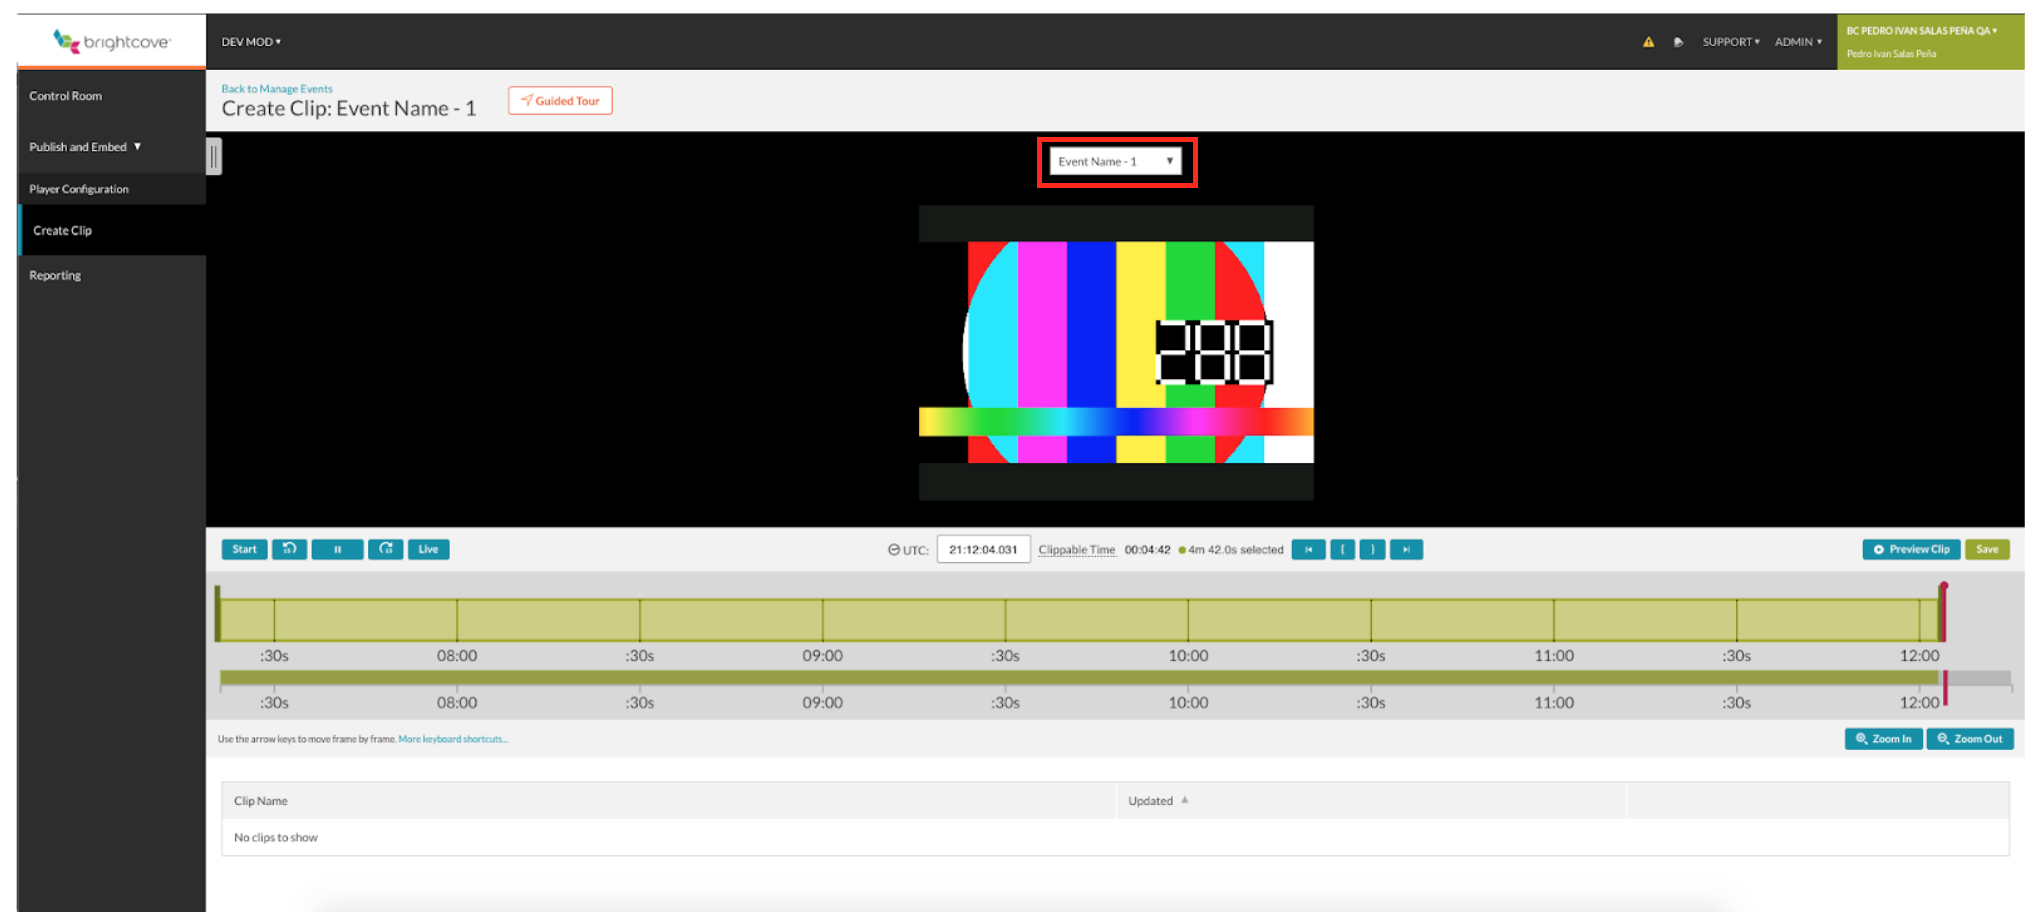 brightcove
DEV MOD ▾
SUPPORT ▾
ADMIN ▾
BC PEDRO IVAN SALAS PEÑA QA ▾
Pedro Ivan Salas Peña
Control Room
Publish and Embed ▼
Player Configuration
Create Clip
Reporting
Back to Manage Events
Create Clip: Event Name - 1
Guided Tour
Event Name - 1 ▼
Start
15
15
Live
UTC:
21:12:04.031
Clippable Time 00:04:42
4m 42.0s selected
{
}
Preview Clip
Save
:30s 08:00 :30s 09:00 :30s 10:00 :30s 11:00 :30s 12:00
:30s 08:00 :30s 09:00 :30s 10:00 :30s 11:00 :30s 12:00
Use the arrow keys to move frame by frame. More keyboard shortcuts...
Zoom In
Zoom Out
Clip Name
Updated ▲
No clips to show